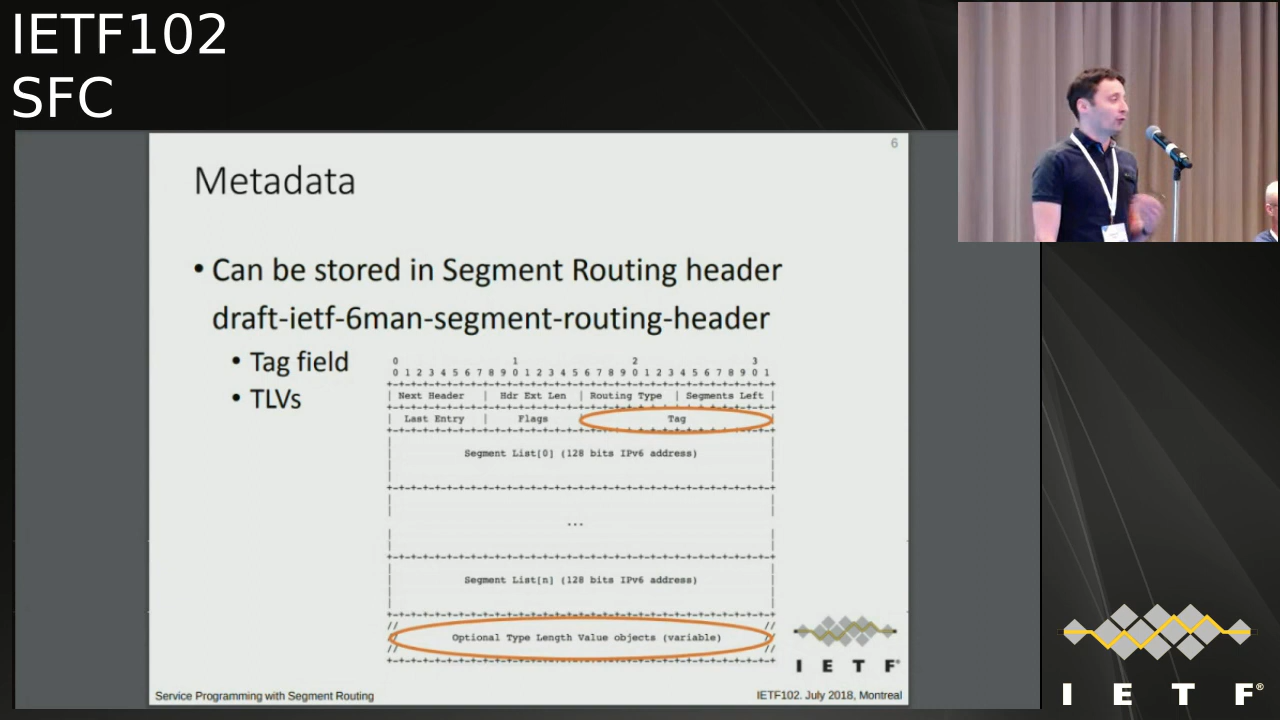 IETF102
SFC
6
Metadata
• Can be stored in Segment Routing header
draft-ietf-6man-segment-routing-header
• Tag field
• TLVs
0 1 2 3
0 1 2 3 4 5 6 7 8 9 0 1 2 3 4 5 6 7 8 9 0 1 2 3 4 5 6 7 8 9 0 1
+-+-+-+-+-+-+-+-+-+-+-+-+-+-+-+-+-+-+-+-+-+-+-+-+-+-+-+-+-+-+-+-+
| Next Header | Hdr Ext Len | Routing Type | Segments Left |
+-+-+-+-+-+-+-+-+-+-+-+-+-+-+-+-+-+-+-+-+-+-+-+-+-+-+-+-+-+-+-+-+
| Last Entry | Flags | Tag |
+-+-+-+-+-+-+-+-+-+-+-+-+-+-+-+-+-+-+-+-+-+-+-+-+-+-+-+-+-+-+-+-+
Segment List[0] (128 bits IPv6 address)
+-+-+-+-+-+-+-+-+-+-+-+-+-+-+-+-+-+-+-+-+-+-+-+-+-+-+-+-+-+-+-+-+
...
+-+-+-+-+-+-+-+-+-+-+-+-+-+-+-+-+-+-+-+-+-+-+-+-+-+-+-+-+-+-+-+-+
Segment List[n] (128 bits IPv6 address)
+-+-+-+-+-+-+-+-+-+-+-+-+-+-+-+-+-+-+-+-+-+-+-+-+-+-+-+-+-+-+-+-+
// //
// Optional Type Length Value objects (variable) //
// //
+-+-+-+-+-+-+-+-+-+-+-+-+-+-+-+-+-+-+-+-+-+-+-+-+-+-+-+-+-+-+-+-+
I E T F®
Service Programming with Segment Routing
IETF102. July 2018, Montreal
I E T F®